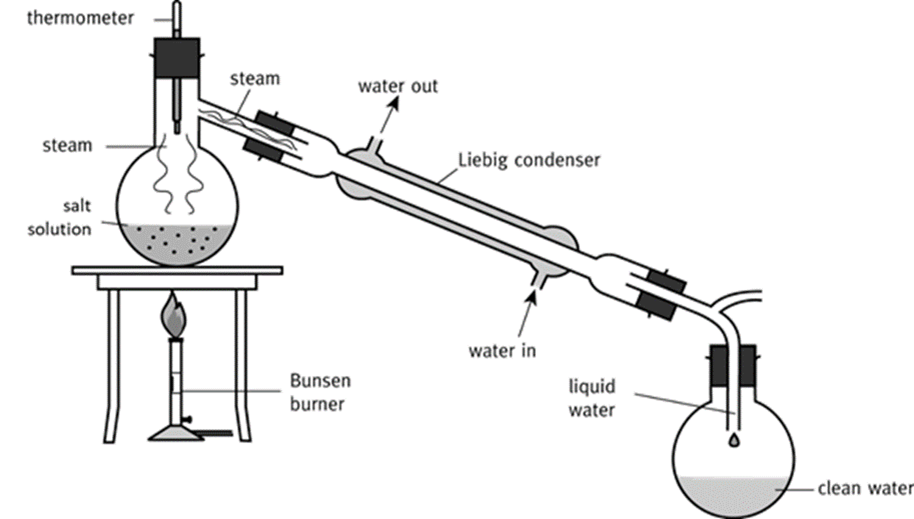 thermometer
steam
water out
steam
Liebig condenser
salt
solution
water in
Bunsen
burner
liquid
water
clean water